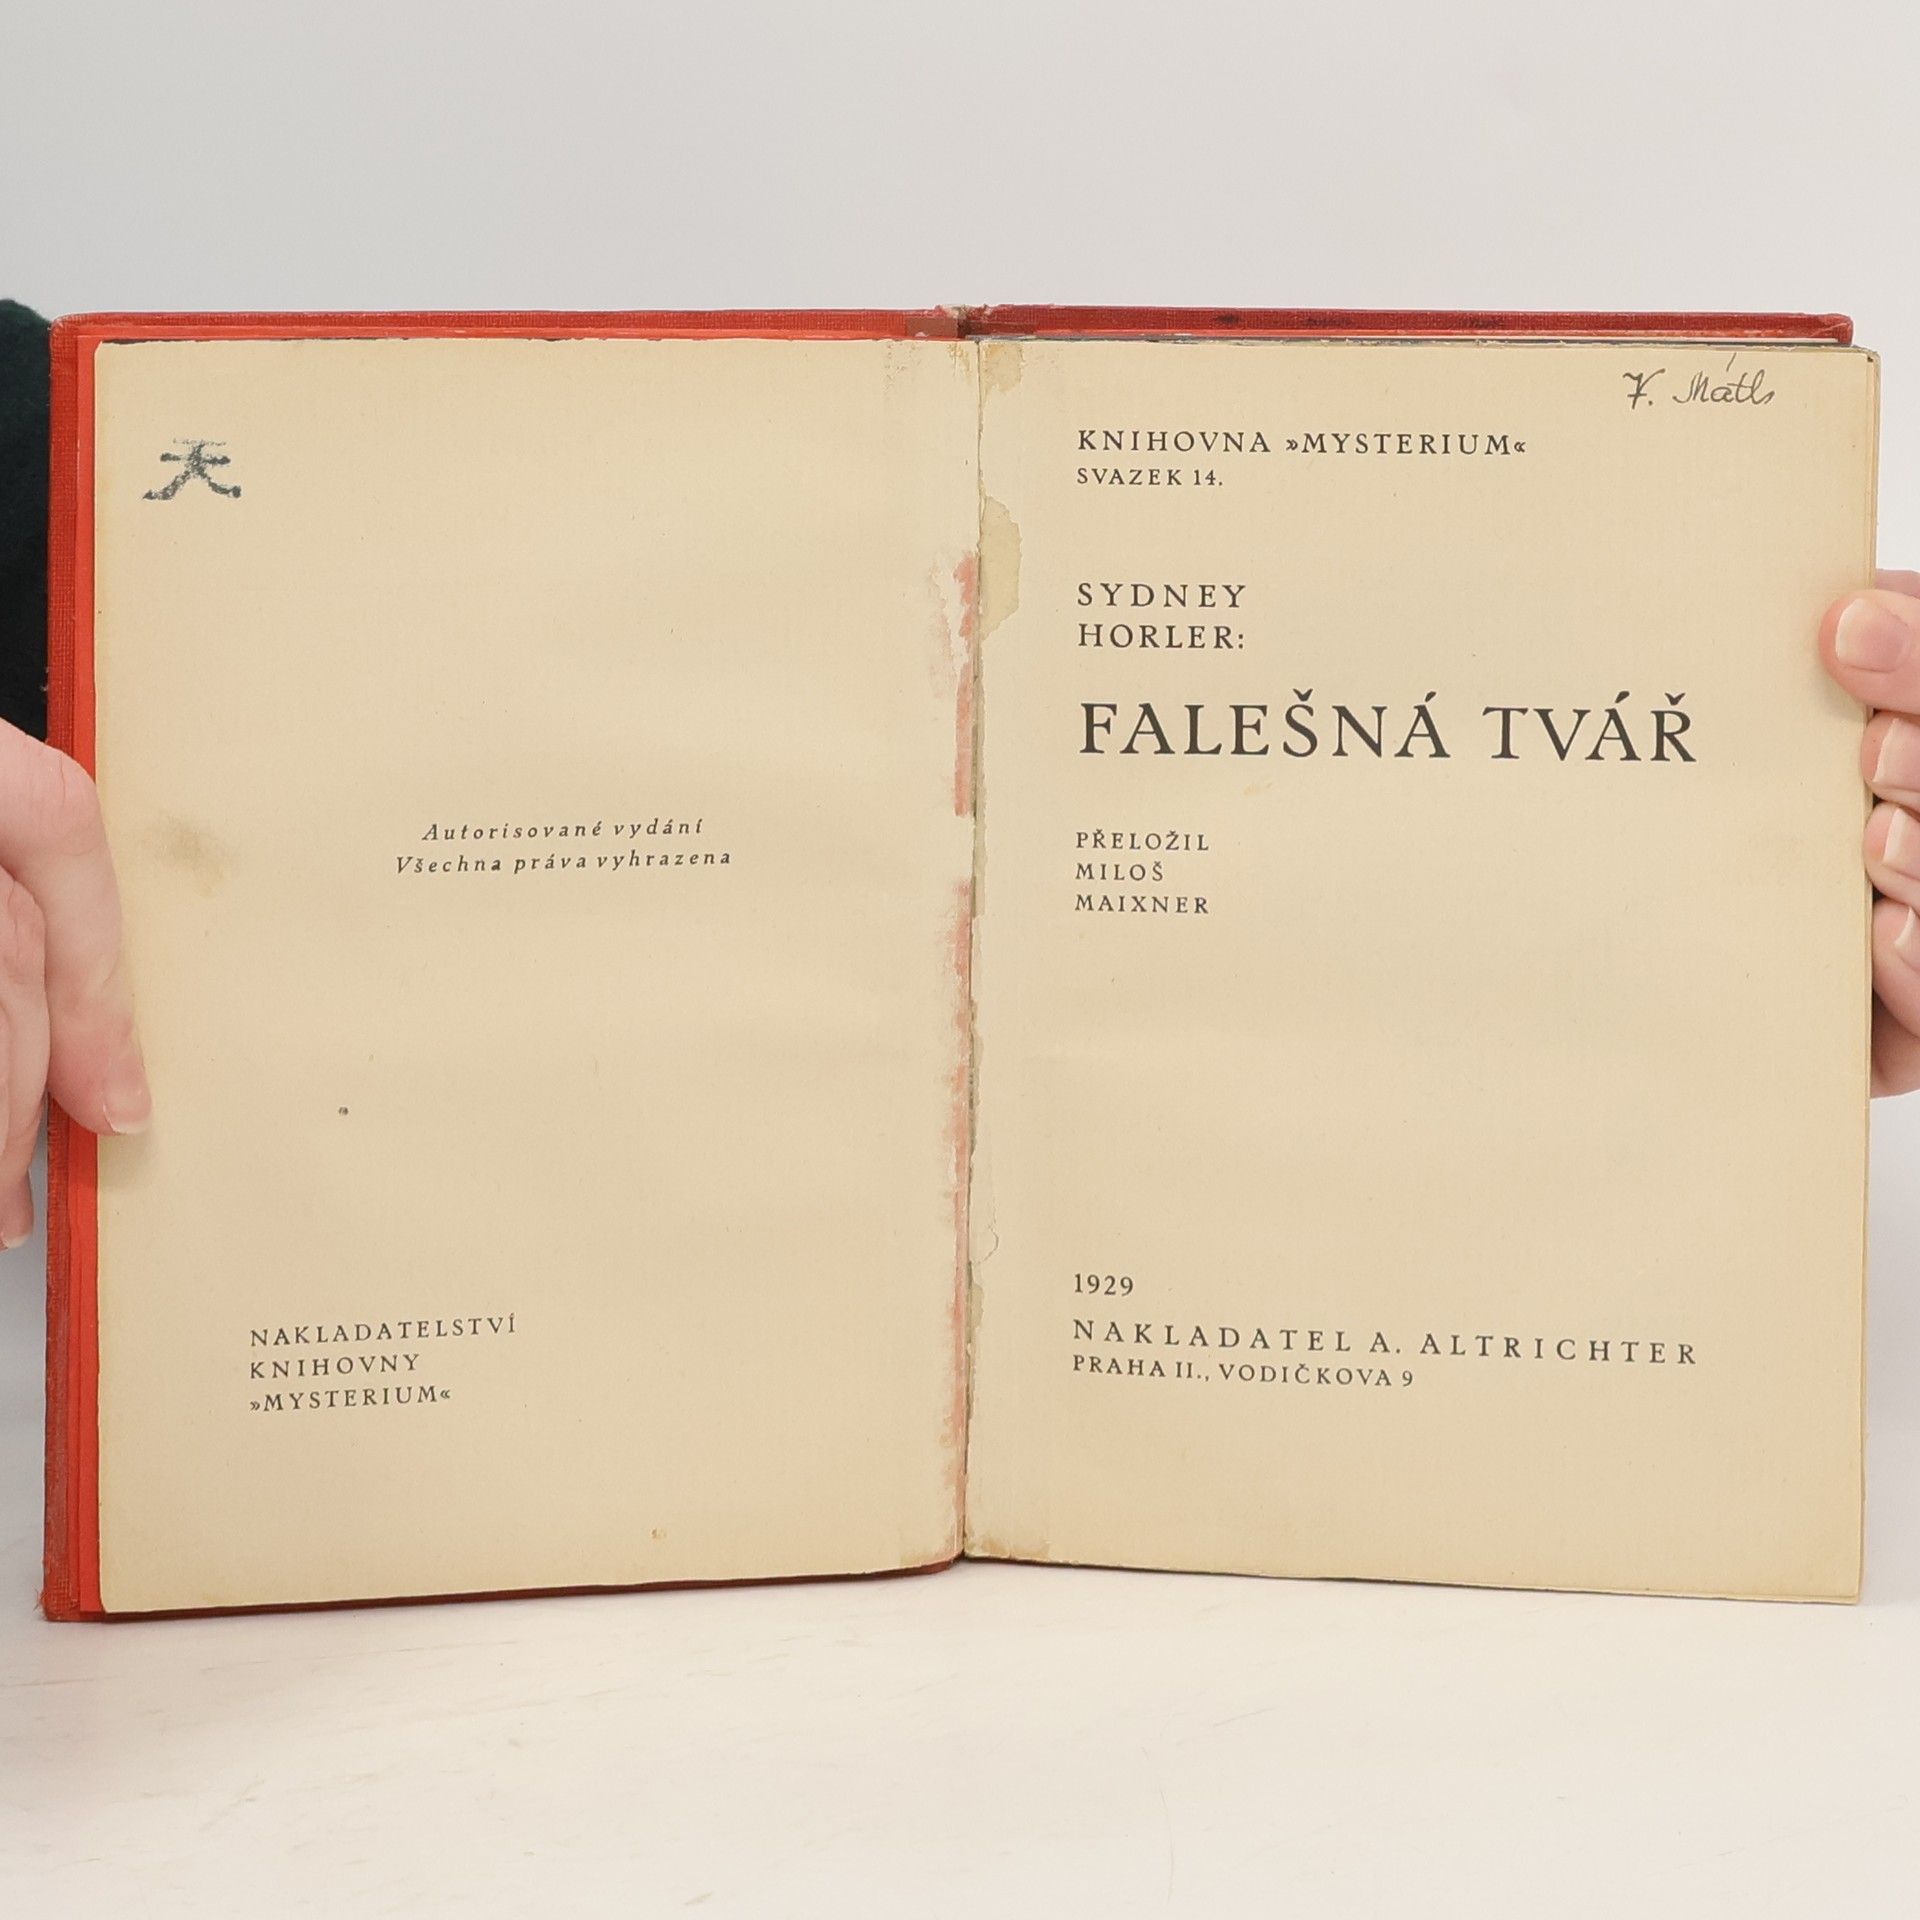 Autorisované vydání
Všechna práva vyhrazena
NAKLADATELSTVÍ
KNIHOVNY
»MYSTERIUM«
KNIHOVNA »MYSTERIUM«
SVAZEK 14.
SYDNEY
HORLER:
FALEŠNÁ TVÁŘ
PŘELOŽIL
MILOŠ
MAIXNER
1929
NAKLADATEL A. ALTRICHTER
PRAHA II., VODIČKOVA 9